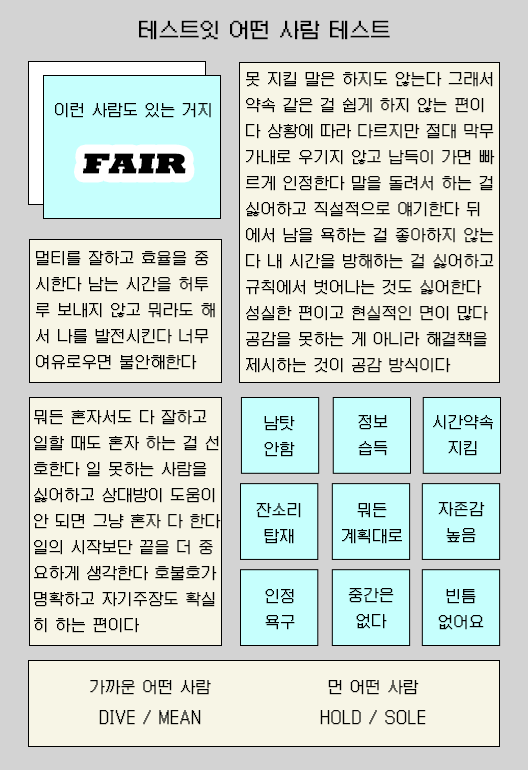 테스트잇 어떤 사람 테스트
이런 사람도 있는 거지
FAIR
못 지킬 말은 하지도 않는다 그래서
약속 같은 걸 쉽게 하지 않는 편이
다 상황에 따라 다르지만 절대 막무
가내로 우기지 않고 납득이 가면 빠
르게 인정한다 말을 돌려서 하는 걸
싫어하고 직설적으로 얘기한다 뒤
에서 남을 욕하는 걸 좋아하지 않는
다 내 시간을 방해하는 걸 싫어하고
규칙에서 벗어나는 것도 싫어한다
성실한 편이고 현실적인 면이 많다
공감을 못하는 게 아니라 해결책을
제시하는 것이 공감 방식이다
멀티를 잘하고 효율을 중
시한다 남는 시간을 허투
루 보내지 않고 뭐라도 해
서 나를 발전시킨다 너무
여유로우면 불안해한다
뭐든 혼자서도 다 잘하고
일할 때도 혼자 하는 걸 선
호한다 일 못하는 사람을
싫어하고 상대방이 도움이
안 되면 그냥 혼자 다 한다
일의 시작보단 끝을 더 중
요하게 생각한다 호불호가
명확하고 자기주장도 확실
히 하는 편이다
남탓
안함
정보
습득
시간약속
지킴
잔소리
탑재
뭐든
계획대로
자존감
높음
인정
욕구
중간은
없다
빈틈
없어요
가까운 어떤 사람
DIVE / MEAN
먼 어떤 사람
HOLD / SOLE